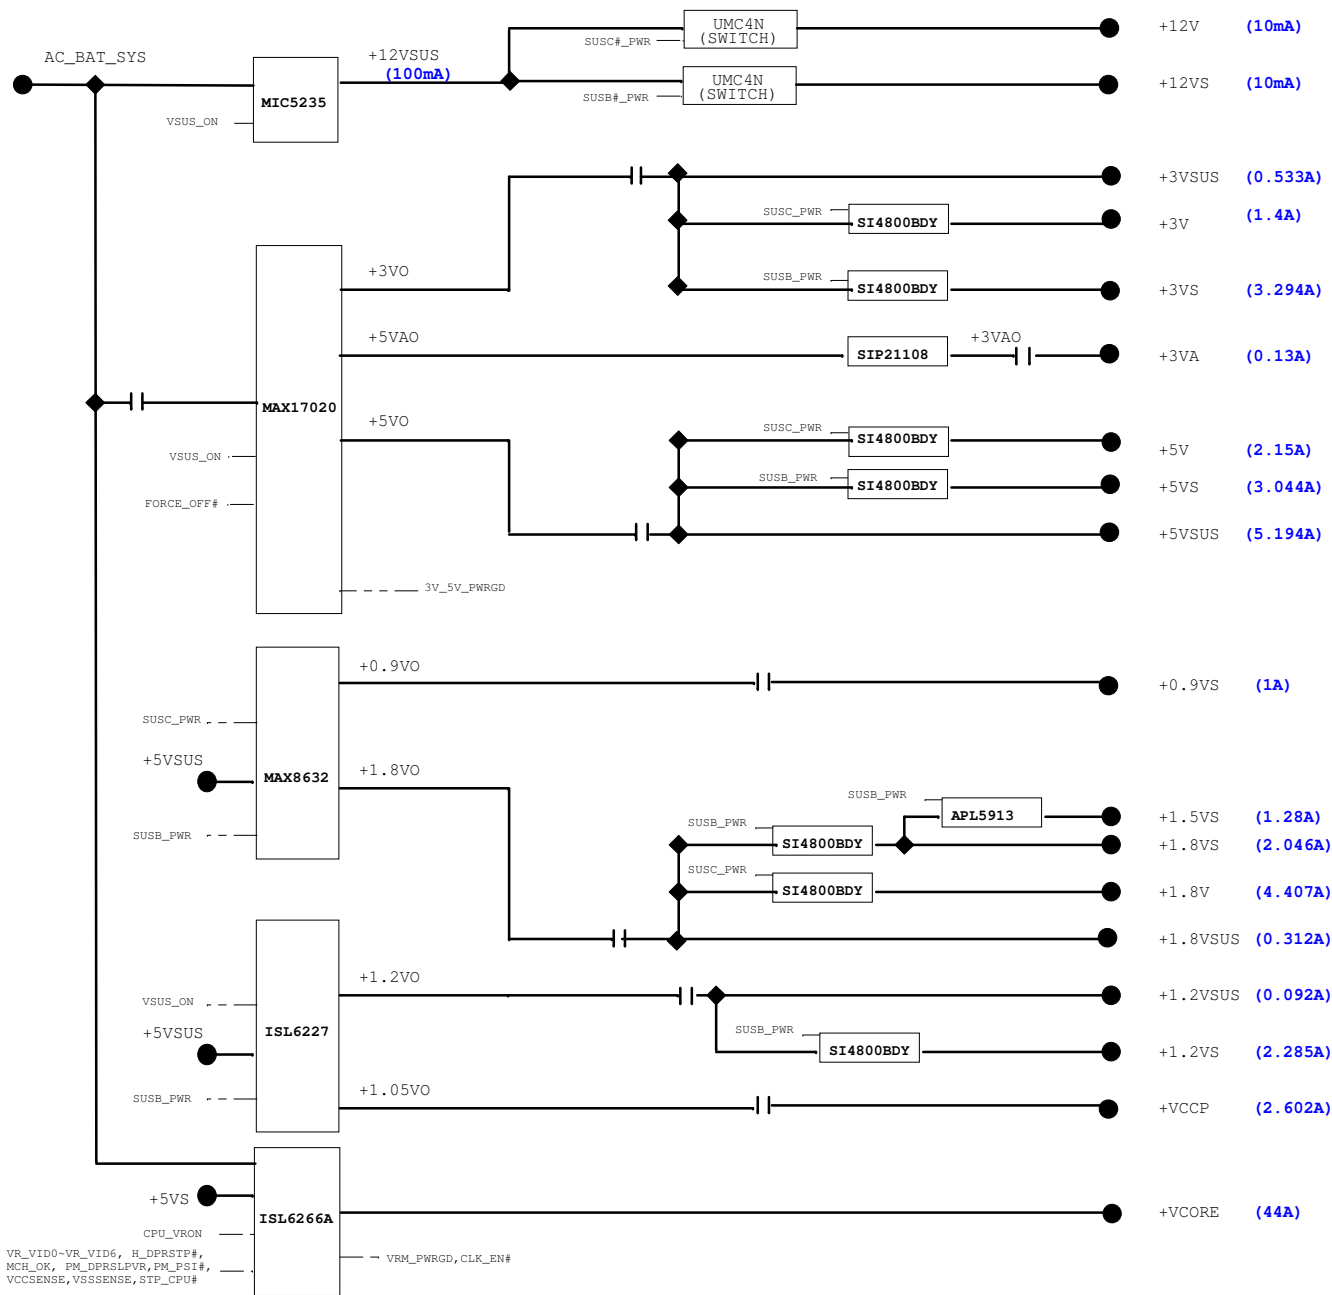 UMC4N
(SWITCH)
+12V (10mA)
SUSC#_PWR
AC_BAT_SYS
+12VSUS
(100mA)
UMC4N
(SWITCH)
+12VS (10mA)
SUSB#_PWR
MIC5235
VSUS_ON
+3VSUS (0.533A)
SUSC_PWR
SI4800BDY
+3V (1.4A)
+3VO
SUSB_PWR
SI4800BDY
+3VS (3.294A)
+5VAO
SIP21108
+3VAO
+3VA (0.13A)
MAX17020
+5VO
SUSC_PWR
SI4800BDY
+5V (2.15A)
VSUS_ON
SUSB_PWR
SI4800BDY
+5VS (3.044A)
FORCE_OFF#
+5VSUS (5.194A)
3V_5V_PWRGD
+0.9VO
+0.9VS (1A)
SUSC_PWR
+5VSUS
MAX8632
+1.8VO
SUSB_PWR
APL5913
+1.5VS (1.28A)
SUSB_PWR
SUSB_PWR
SI4800BDY
+1.8VS (2.046A)
SUSC_PWR
SI4800BDY
+1.8V (4.407A)
+1.8VSUS (0.312A)
+1.2VO
VSUS_ON
+1.2VSUS (0.092A)
+5VSUS
ISL6227
SUSB_PWR
SI4800BDY
+1.2VS (2.285A)
SUSB_PWR
+1.05VO
+VCCP (2.602A)
+5VS
ISL6266A
+VCORE (44A)
CPU_VRON
VR_VID0~VR_VID6, H_DPRSTP#,
MCH_OK, PM_DPRSLPVR,PM_PSI#,
VCCSENSE,VSSSENSE,STP_CPU#
VRM_PWRGD,CLK_EN#